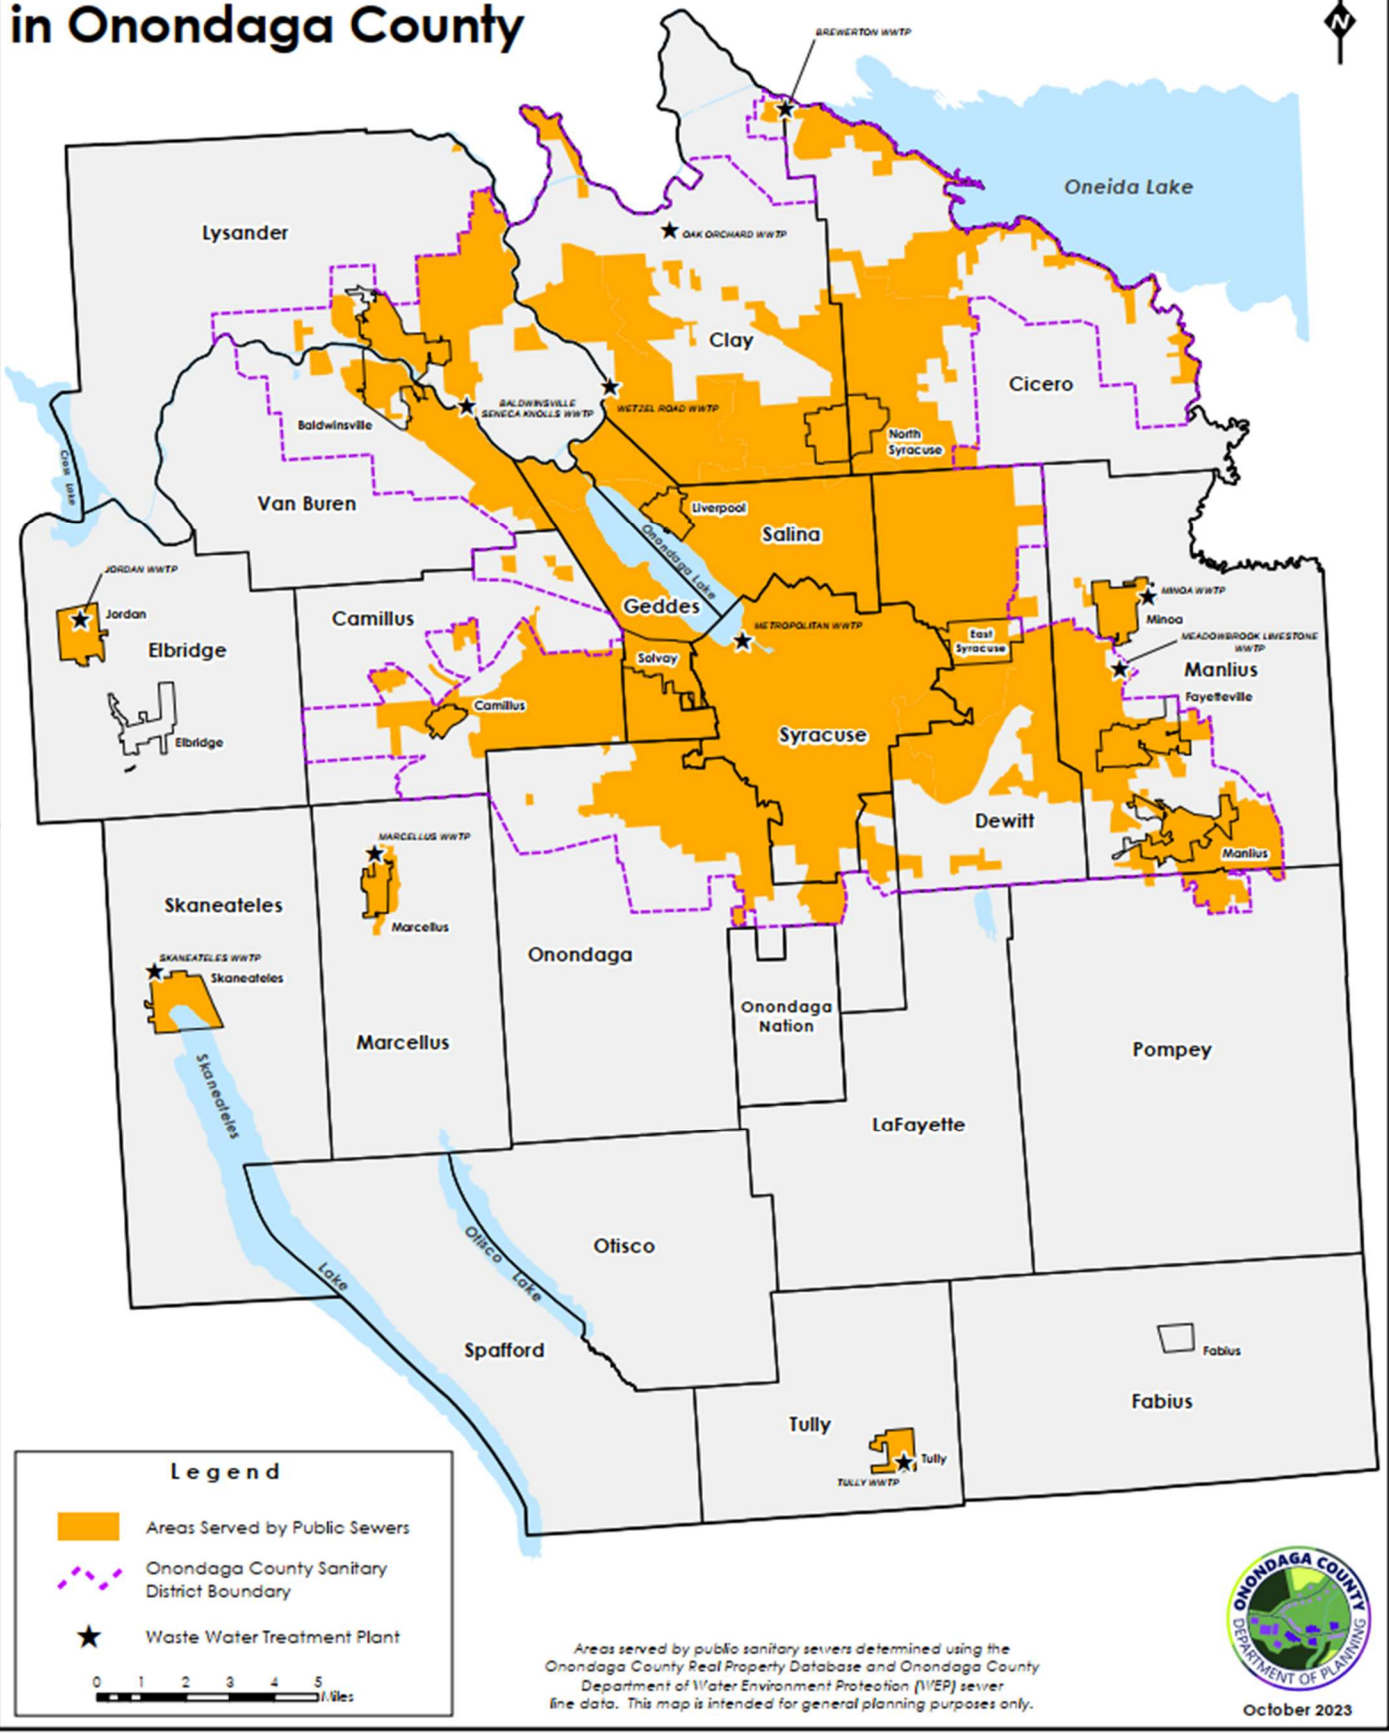 in Onondaga County
N
BREWERTON WWTP
Oneida Lake
Lysander
OAK ORCHARD WWTP
Clay
Cicero
BALDWINSVILLE
SENECA KNOLLS WWTP
WETZEL ROAD WWTP
Baldwinsville
North
Syracuse
Cross Lake
Van Buren
Liverpool
Salina
Onondaga Lake
JORDAN WWTP
Jordan
Elbridge
Elbridge
Camillus
Geddes
METROPOLITAN WWTP
East
Syracuse
MINOA WWTP
Minoa
MEADOWBROOK LIMESTONE
WWTP
Manlius
Fayetteville
Solvay
Camillus
Syracuse
Dewitt
Manlius
MARCELLUS WWTP
Marcellus
Skaneateles
SKANEATELES WWTP
Skaneateles
Onondaga
Onondaga
Nation
Marcellus
Pompey
Skaneateles
Lake
LaFayette
Otisco
Otisco Lake
Spafford
Fabius
Fabius
Tully
Tully
TULLY WWTP
Legend
Areas Served by Public Sewers
Onondaga County Sanitary
District Boundary
Waste Water Treatment Plant
0 1 2 3 4 5
Miles
Areas served by public sanitary sewers determined using the
Onondaga County Real Property Database and Onondaga County
Department of Water Environment Protection (WEP) sewer
line data. This map is intended for general planning purposes only.
ONONDAGA COUNTY
DEPARTMENT OF PLANNING
October 2023